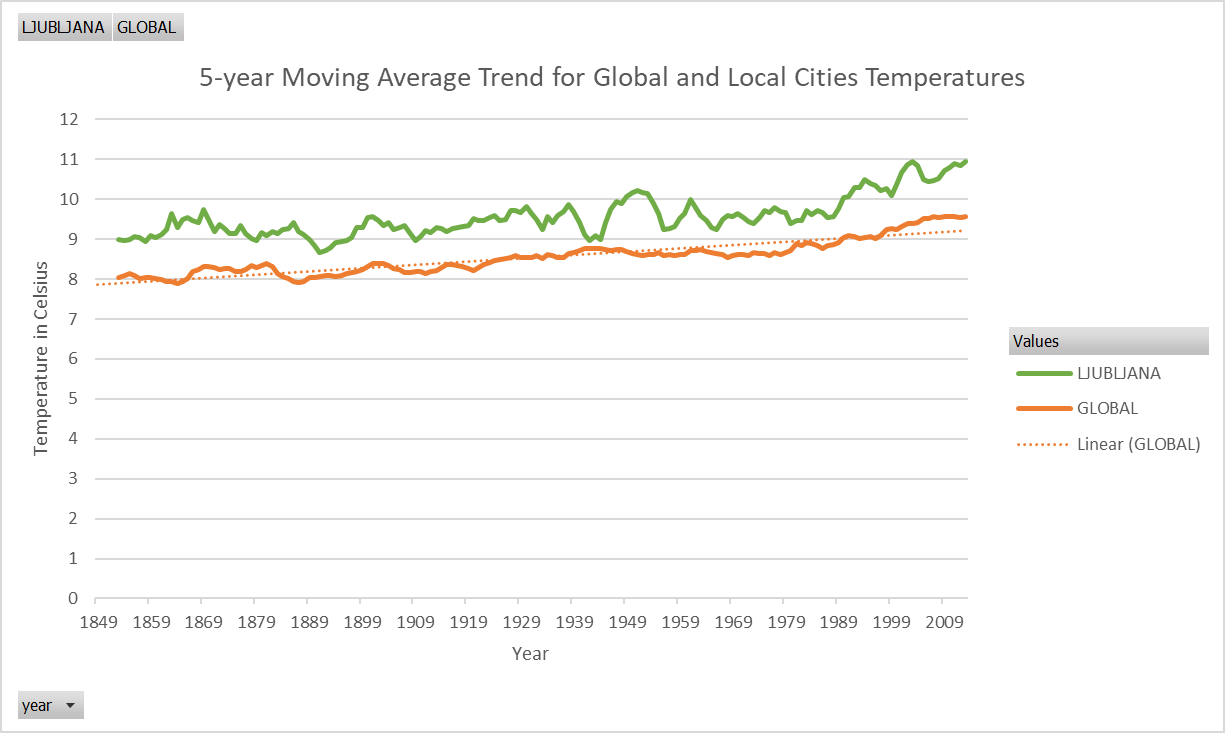 LJUBLJANA GLOBAL
5-year Moving Average Trend for Global and Local Cities Temperatures
12
11
10
9
8
7
6
5
4
3
2
1
0
Temperature in Celsius
1849 1859 1869 1879 1889 1899 1909 1919 1929 1939 1949 1959 1969 1979 1989 1999 2009
Year
Values
LJUBLJANA
GLOBAL
Linear (GLOBAL)
year